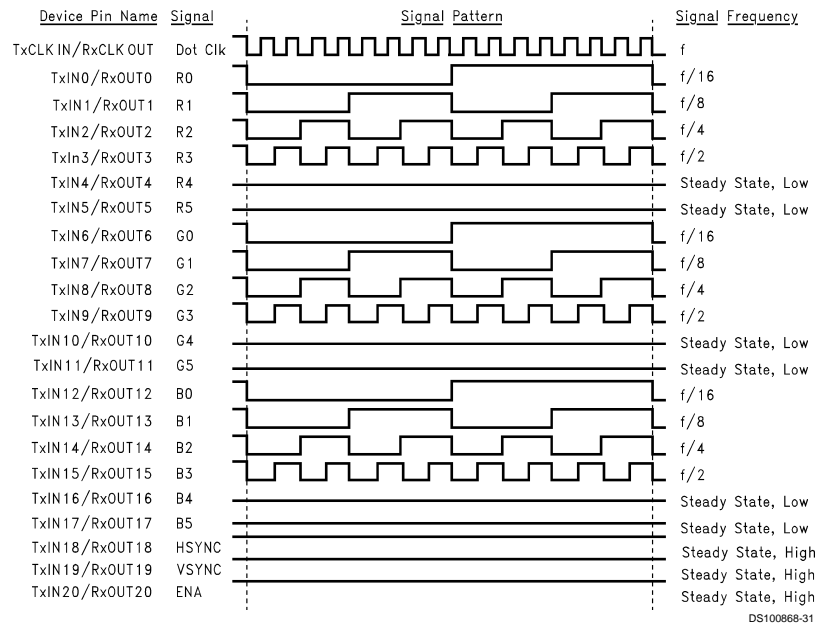 Device Pin Name Signal Signal Pattern Signal Frequency
TxCLK IN/RxCLK OUT Dot Clk f
TxIN0/RxOUT0 R0 f/16
TxIN1/RxOUT1 R1 f/8
TxIN2/RxOUT2 R2 f/4
TxIn3/RxOUT3 R3 f/2
TxIN4/RxOUT4 R4 Steady State, Low
TxIN5/RxOUT5 R5 Steady State, Low
TxIN6/RxOUT6 G0 f/16
TxIN7/RxOUT7 G1 f/8
TxIN8/RxOUT8 G2 f/4
TxIN9/RxOUT9 G3 f/2
TxIN10/RxOUT10 G4 Steady State, Low
TxIN11/RxOUT11 G5 Steady State, Low
TxIN12/RxOUT12 B0 f/16
TxIN13/RxOUT13 B1 f/8
TxIN14/RxOUT14 B2 f/4
TxIN15/RxOUT15 B3 f/2
TxIN16/RxOUT16 B4 Steady State, Low
TxIN17/RxOUT17 B5 Steady State, Low
TxIN18/RxOUT18 HSYNC Steady State, High
TxIN19/RxOUT19 VSYNC Steady State, High
TxIN20/RxOUT20 ENA Steady State, High
DS100868-31